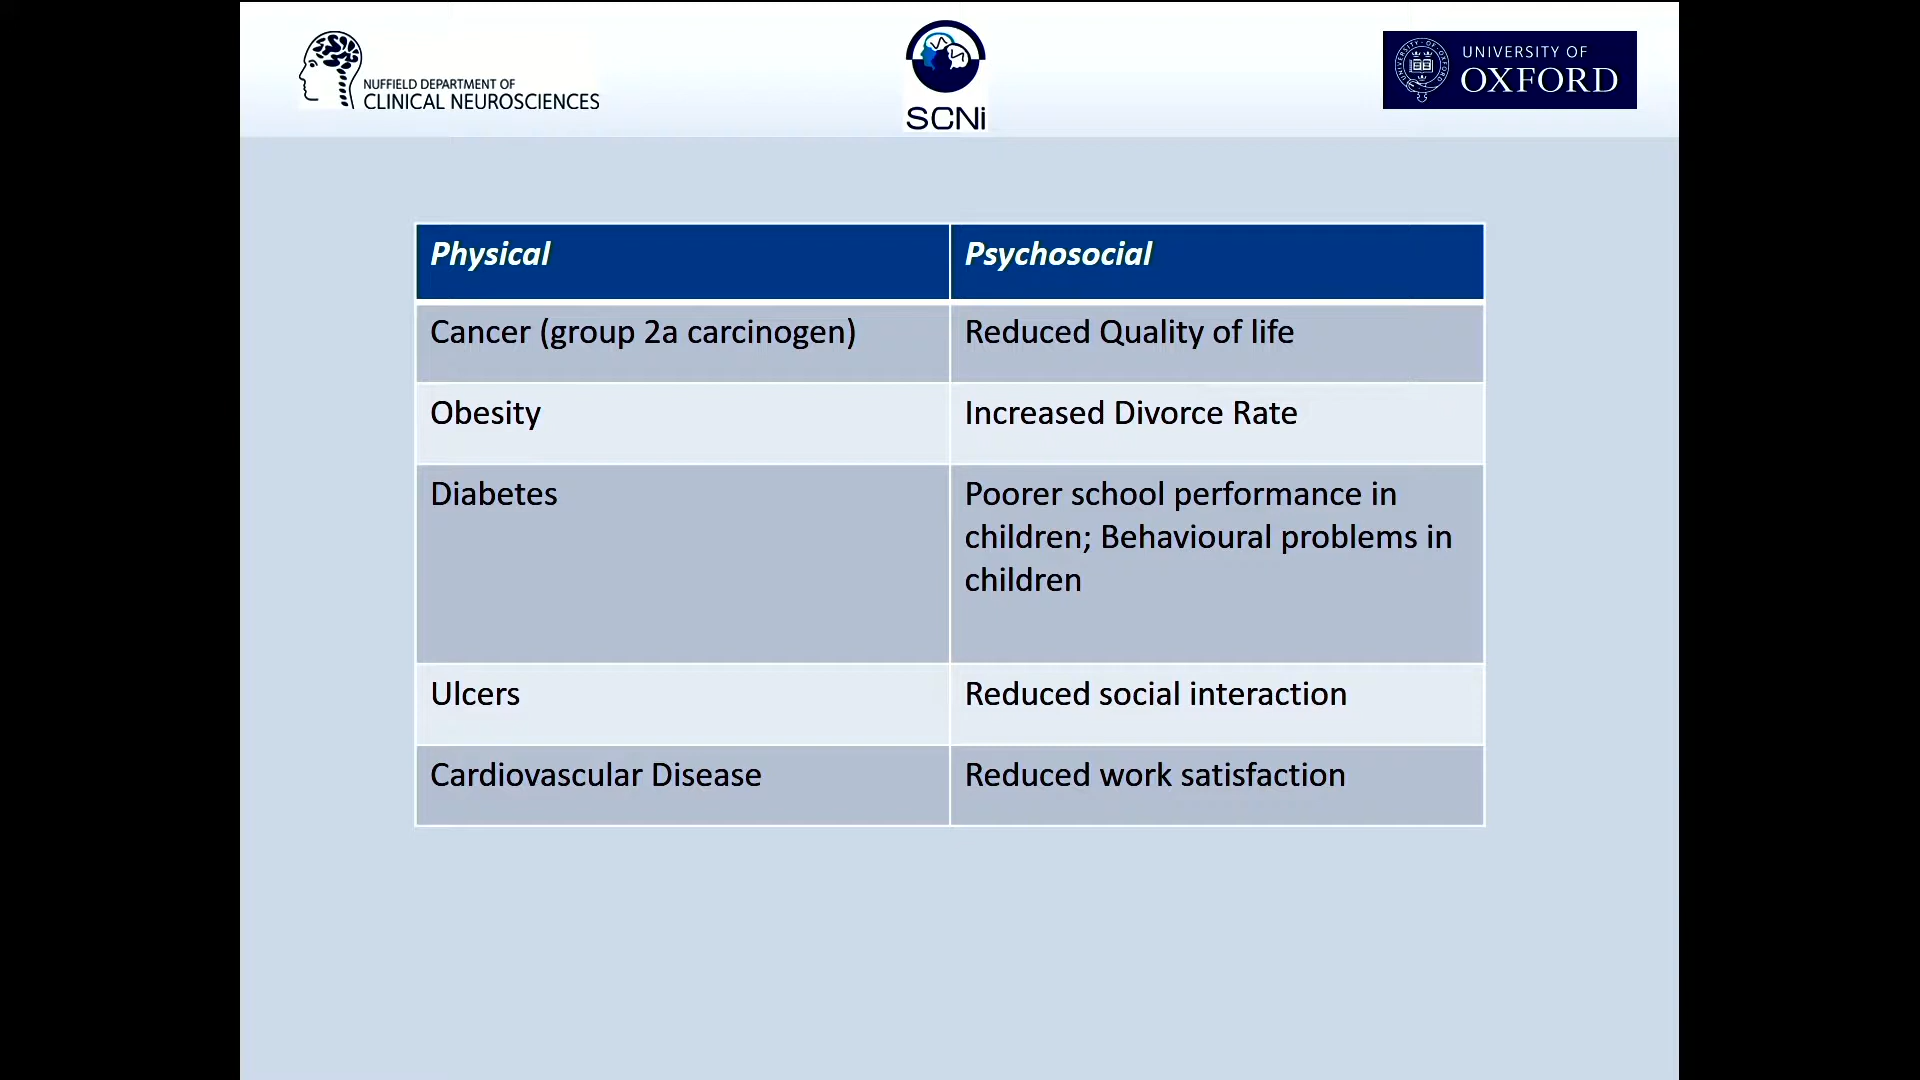 NUFFIELD DEPARTMENT OF
CLINICAL NEUROSCIENCES
SCNi
UNIVERSITY OF
OXFORD
Physical
Psychosocial
Cancer (group 2a carcinogen)
Reduced Quality of life
Obesity
Increased Divorce Rate
Diabetes
Poorer school performance in
children; Behavioural problems in
children
Ulcers
Reduced social interaction
Cardiovascular Disease
Reduced work satisfaction